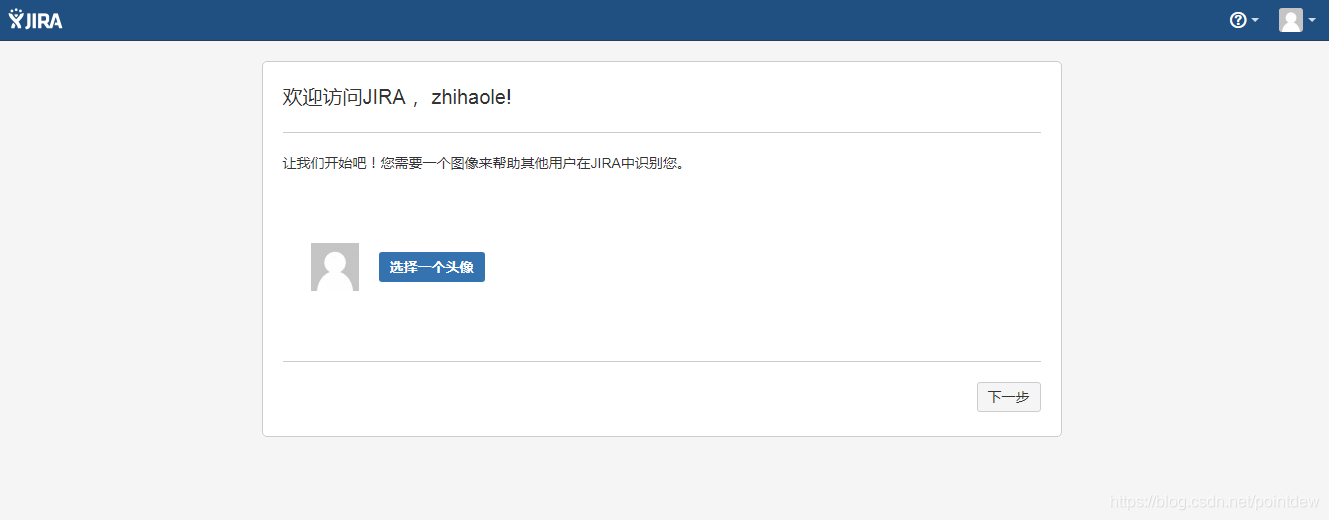 JIRA
欢迎访问JIRA ，zhihaole!
让我们开始吧！您需要一个图像来帮助其他用户在JIRA中识别您。
选择一个头像
下一步
https://blog.csdn.net/pointdew